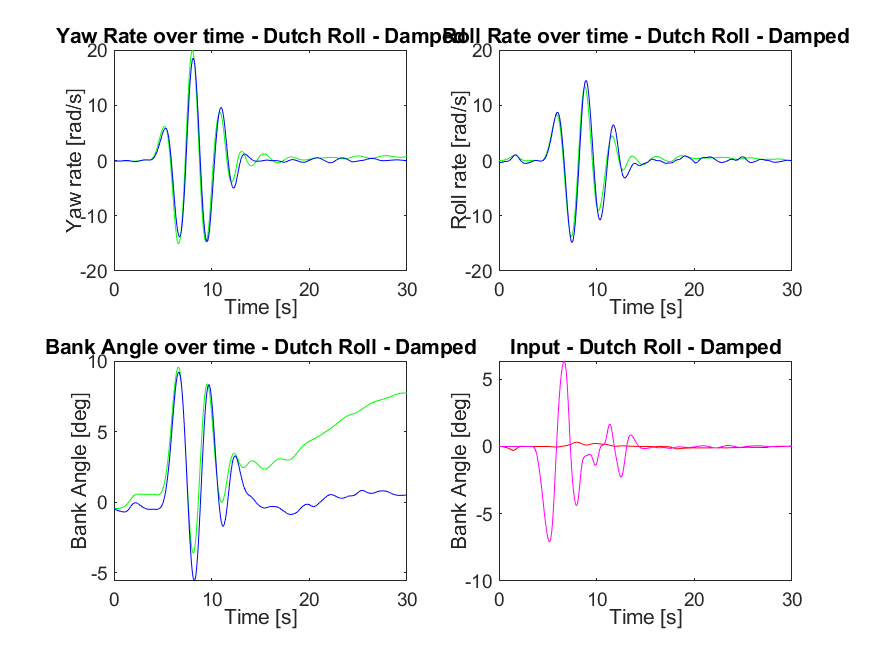 Yaw Rate over time - Dutch Roll - Damped
Roll Rate over time - Dutch Roll - Damped
20
10
0
-10
-20
Yaw rate [rad/s]
0
10
20
30
Time [s]
20
10
0
-10
-20
Roll rate [rad/s]
0
10
20
30
Time [s]
Bank Angle over time - Dutch Roll - Damped
Input - Dutch Roll - Damped
10
5
0
-5
Bank Angle [deg]
0
10
20
30
Time [s]
5
0
-5
-10
Bank Angle [deg]
0
10
20
30
Time [s]